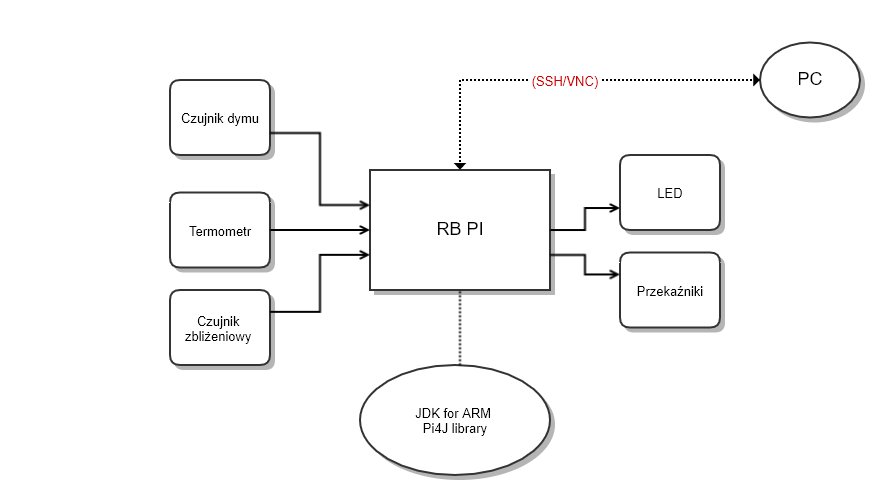 PC
(SSH/VNC)
Czujnik dymu
LED
Termometr
RB PI
Przekaźniki
Czujnik
zbliżeniowy
JDK for ARM
Pi4J library